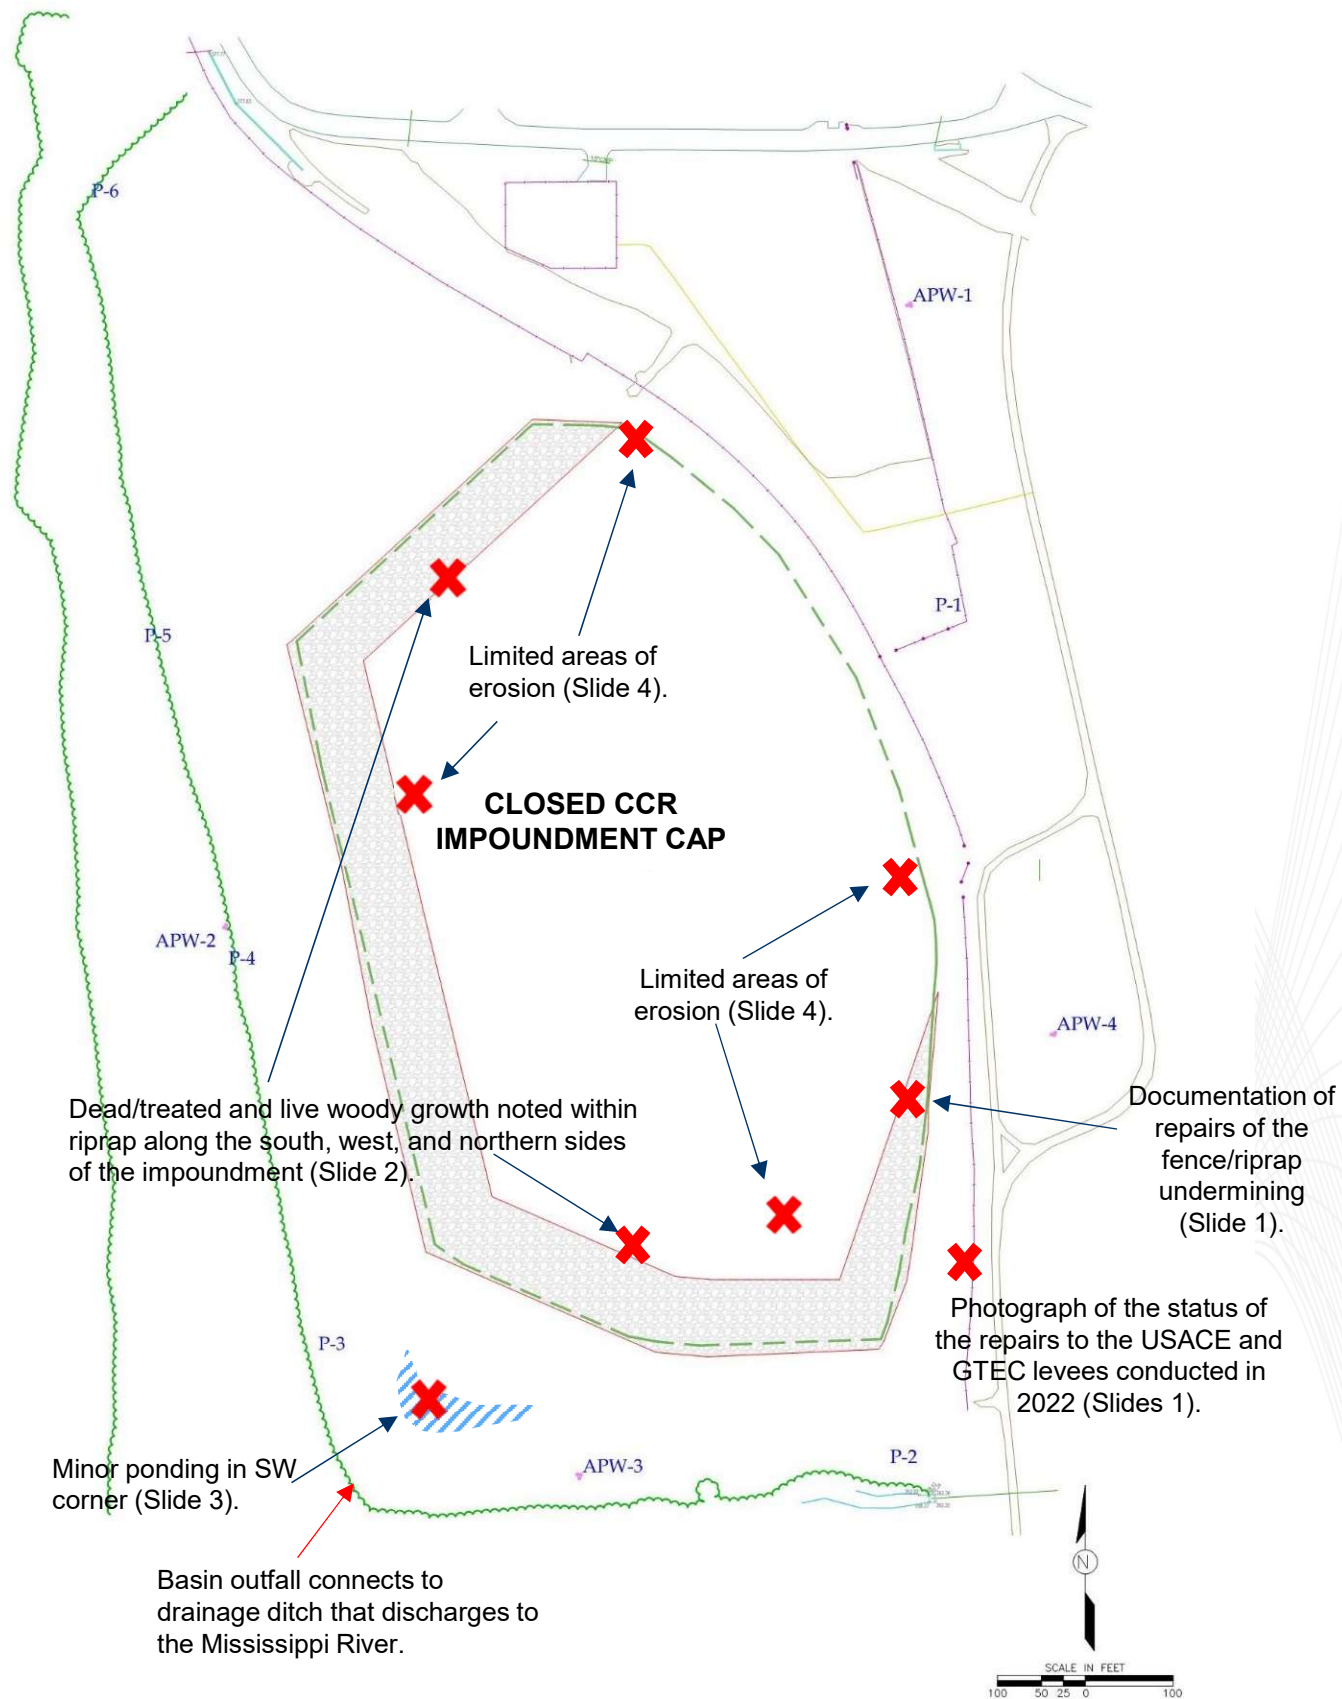 P-6
APW-1
P-1
P-5
Limited areas of
erosion (Slide 4).
CLOSED CCR
IMPOUNDMENT CAP
APW-2
P-4
Limited areas of
erosion (Slide 4).
APW-4
Dead/treated and live woody growth noted within
riprap along the south, west, and northern sides
of the impoundment (Slide 2).
Documentation of
repairs of the
fence/riprap
undermining
(Slide 1).
Photograph of the status of
the repairs to the USACE and
GTEC levees conducted in
2022 (Slides 1).
P-3
Minor ponding in SW
corner (Slide 3).
APW-3
P-2
Basin outfall connects to
drainage ditch that discharges to
the Mississippi River.
N
SCALE IN FEET
100 50 25 0 100